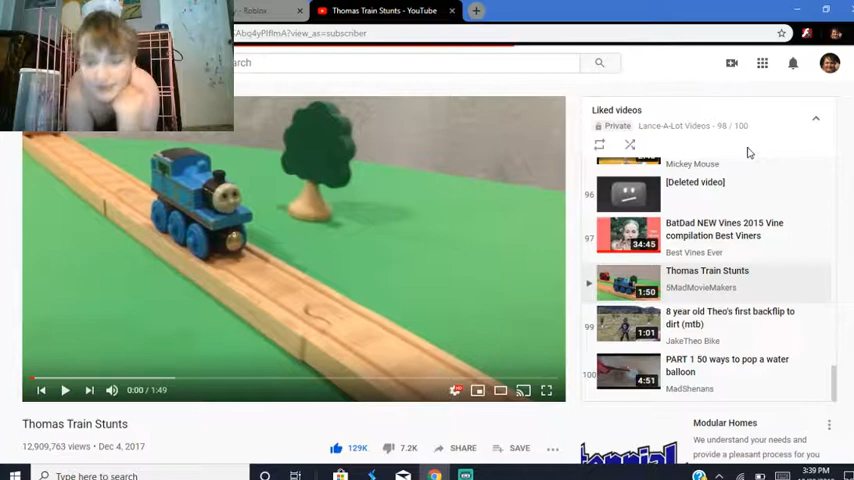 - Roblox
Thomas Train Stunts - YouTube
Abq4yPIfImA?view_as=subscriber
arch
Liked videos
Private Lance-A-Lot Videos - 98 / 100
Mickey Mouse
96
[Deleted video]
97
34:45
BatDad NEW Vines 2015 Vine
compilation Best Viners
Best Vines Ever
1:50
Thomas Train Stunts
5MadMovieMakers
99
1:01
8 year old Theo's first backflip to
dirt (mtb)
JakeTheo Bike
100
4:51
PART 1 50 ways to pop a water
balloon
MadShenans
0:00 / 1:49
HD
Thomas Train Stunts
12,909,763 views • Dec 4, 2017
129K
7.2K
SHARE
SAVE
Modular Homes
We understand your needs and
provide a pleasant process for you
Type here to search
3:39 PM